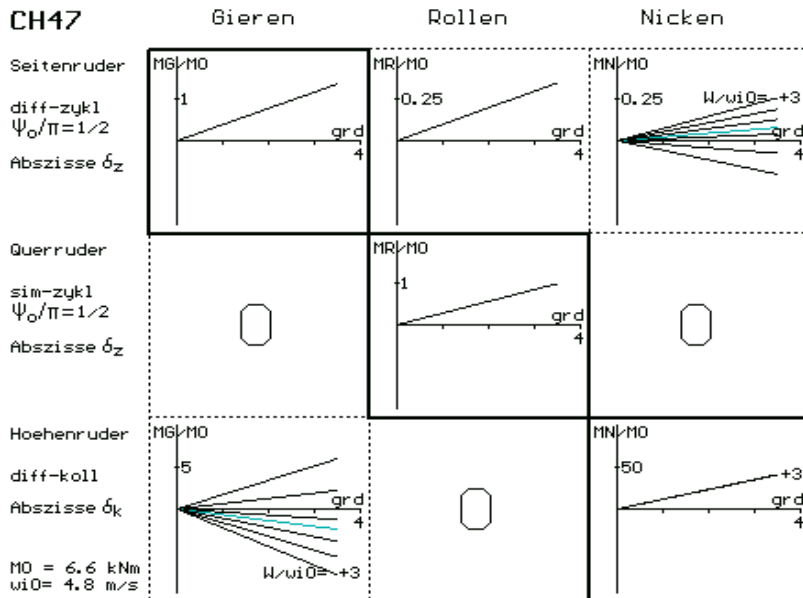 CH47 Gieren Rollen Nicken
Seitenruder
diff-zykl
Ψo/π=1/2
Abszisse δz
MG/MO
1
grd
4
MR/MO
0.25
grd
4
MN/MO
0.25
W/wiO= +3
grd
4
Querruder
sim-zykl
Ψo/π=1/2
Abszisse δz
0
MR/MO
1
grd
4
0
Hoehenruder
diff-koll
Abszisse δk
MO = 6.6 kNm
wiO= 4.8 m/s
MG/MO
5
grd
4
W/wiO= +3
0
MN/MO
50
+3
grd
4